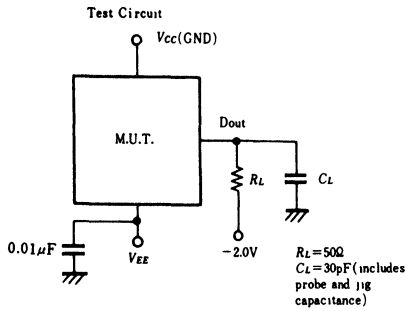 Test Circuit
Vcc(GND)
M.U.T.
Dout
RL
CL
0.01μF
VEE
−2.0V
RL=50Ω
CL=30pF(includes
probe and jig
capacitance)